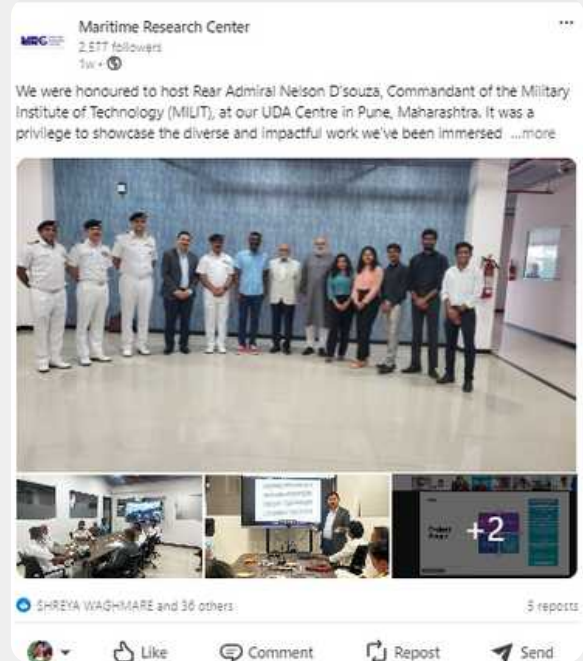 MRC
Maritime Research Center
2,577 followers
1w •
We were honoured to host Rear Admiral Nelson D'souza, Commandant of the Military
Institute of Technology (MILIT), at our UDA Centre in Pune, Maharashtra. It was a
privilege to showcase the diverse and impactful work we've been immersed ...more
+2
SHREYA WAGHMARE and 36 others
5 reposts
Like
Comment
Repost
Send